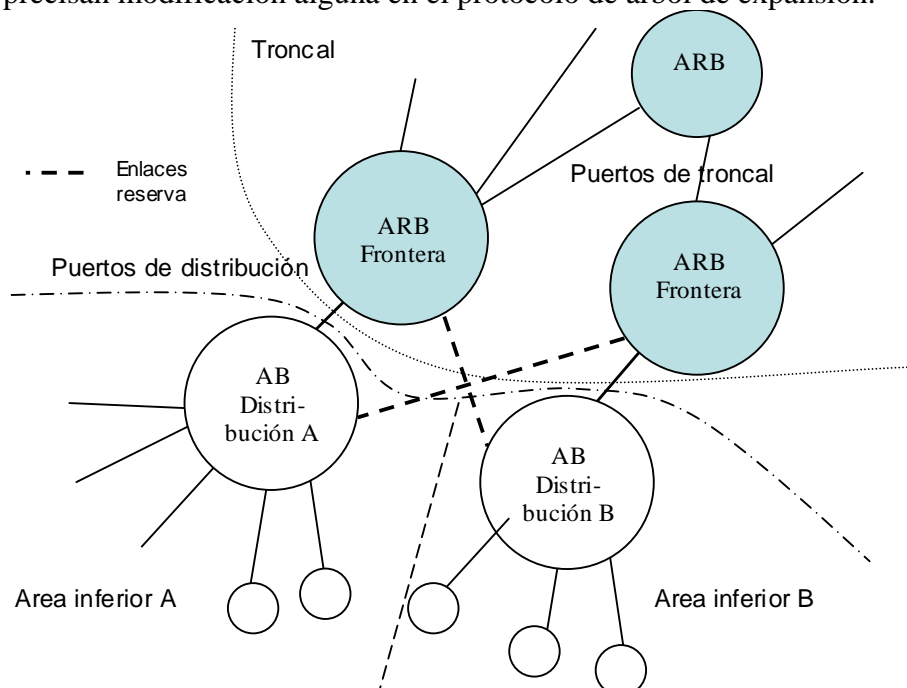 precisan modificación alguna en el protocolo de árbol de expansión.
Troncal
ARB
Enlaces
reserva
Puertos de troncal
ARB
Frontera
ARB
Frontera
Puertos de distribución
AB
Distri-
bución A
AB
Distri-
bución B
Area inferior A
Area inferior B